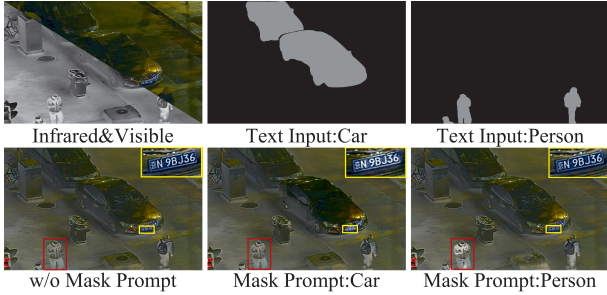 Infrared&Visible
Text Input:Car
Text Input:Person
N 9BJ36
N 9BJ36
N 9BJ36
w/o Mask Prompt
Mask Prompt:Car
Mask Prompt:Person